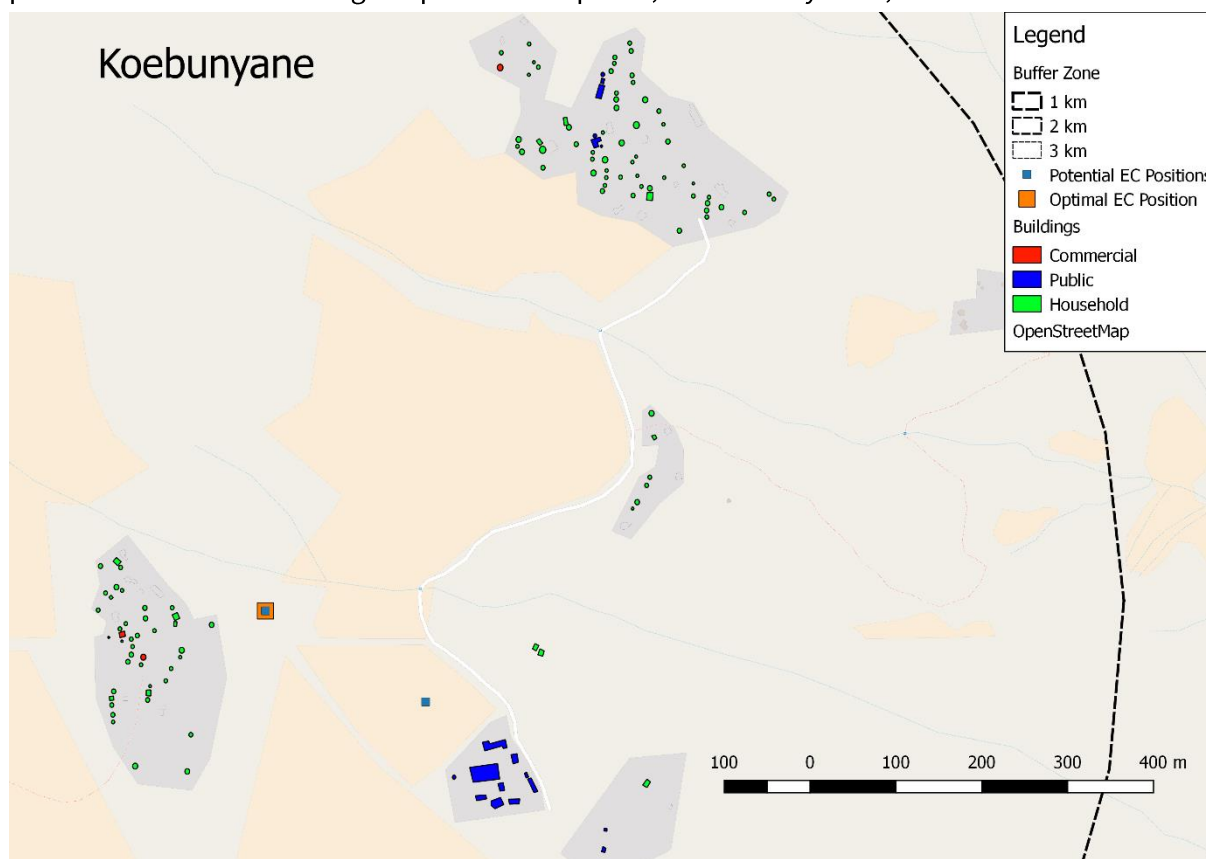 Koebunyane
Legend
Buffer Zone
1 km
2 km
3 km
Potential EC Positions
Optimal EC Position
Buildings
Commercial
Public
Household
OpenStreetMap
100 0 100 200 300 400 m